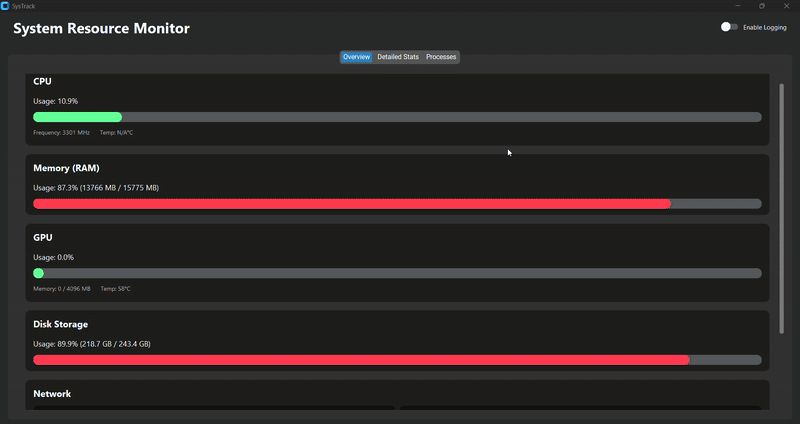 SysTrack
System Resource Monitor
Enable Logging
Overview Detailed Stats Processes
CPU
Usage: 10.9%
Frequency: 3301 MHz Temp: N/A°C
Memory (RAM)
Usage: 87.3% (13766 MB / 15775 MB)
GPU
Usage: 0.0%
Memory: 0 / 4096 MB Temp: 58°C
Disk Storage
Usage: 89.9% (218.7 GB / 243.4 GB)
Network